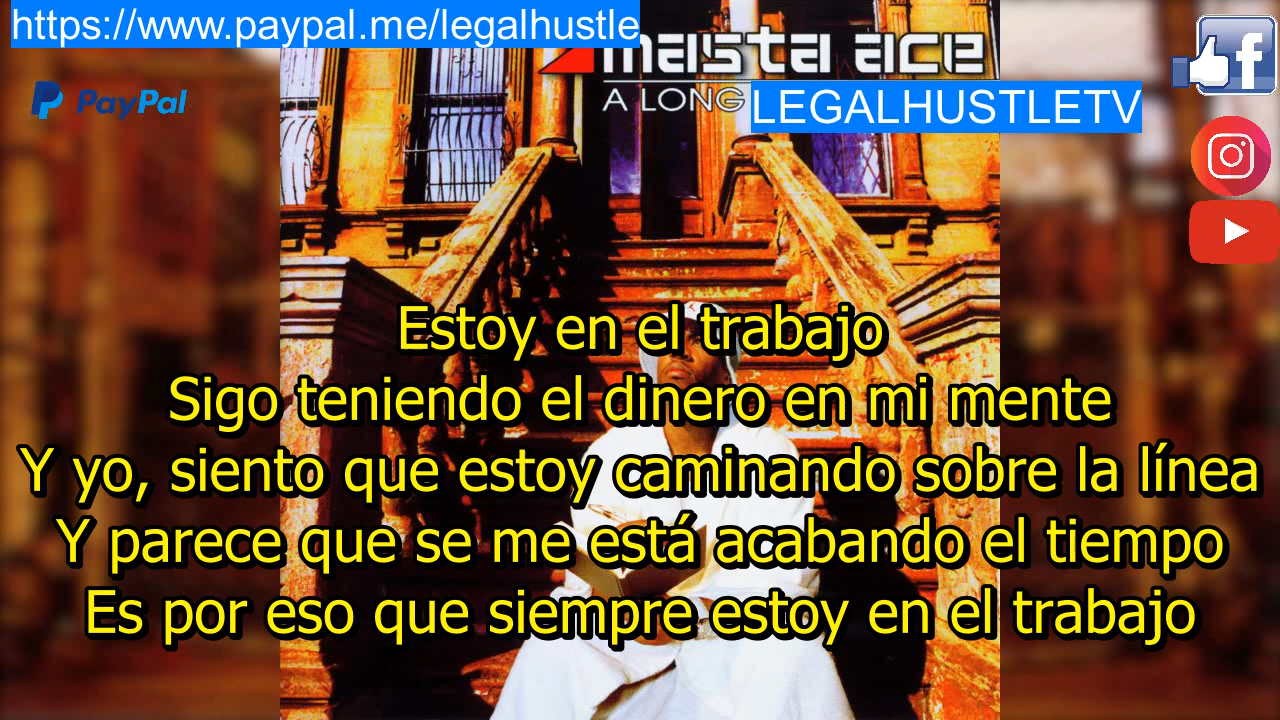 https://www.paypal.me/legalhustle
masta ace
PayPal
A LONG
LEGALHUSTLETV
Estoy en el trabajo
Sigo teniendo el dinero en mi mente
Y yo, siento que estoy caminando sobre la línea
Y parece que se me está acabando el tiempo
Es por eso que siempre estoy en el trabajo